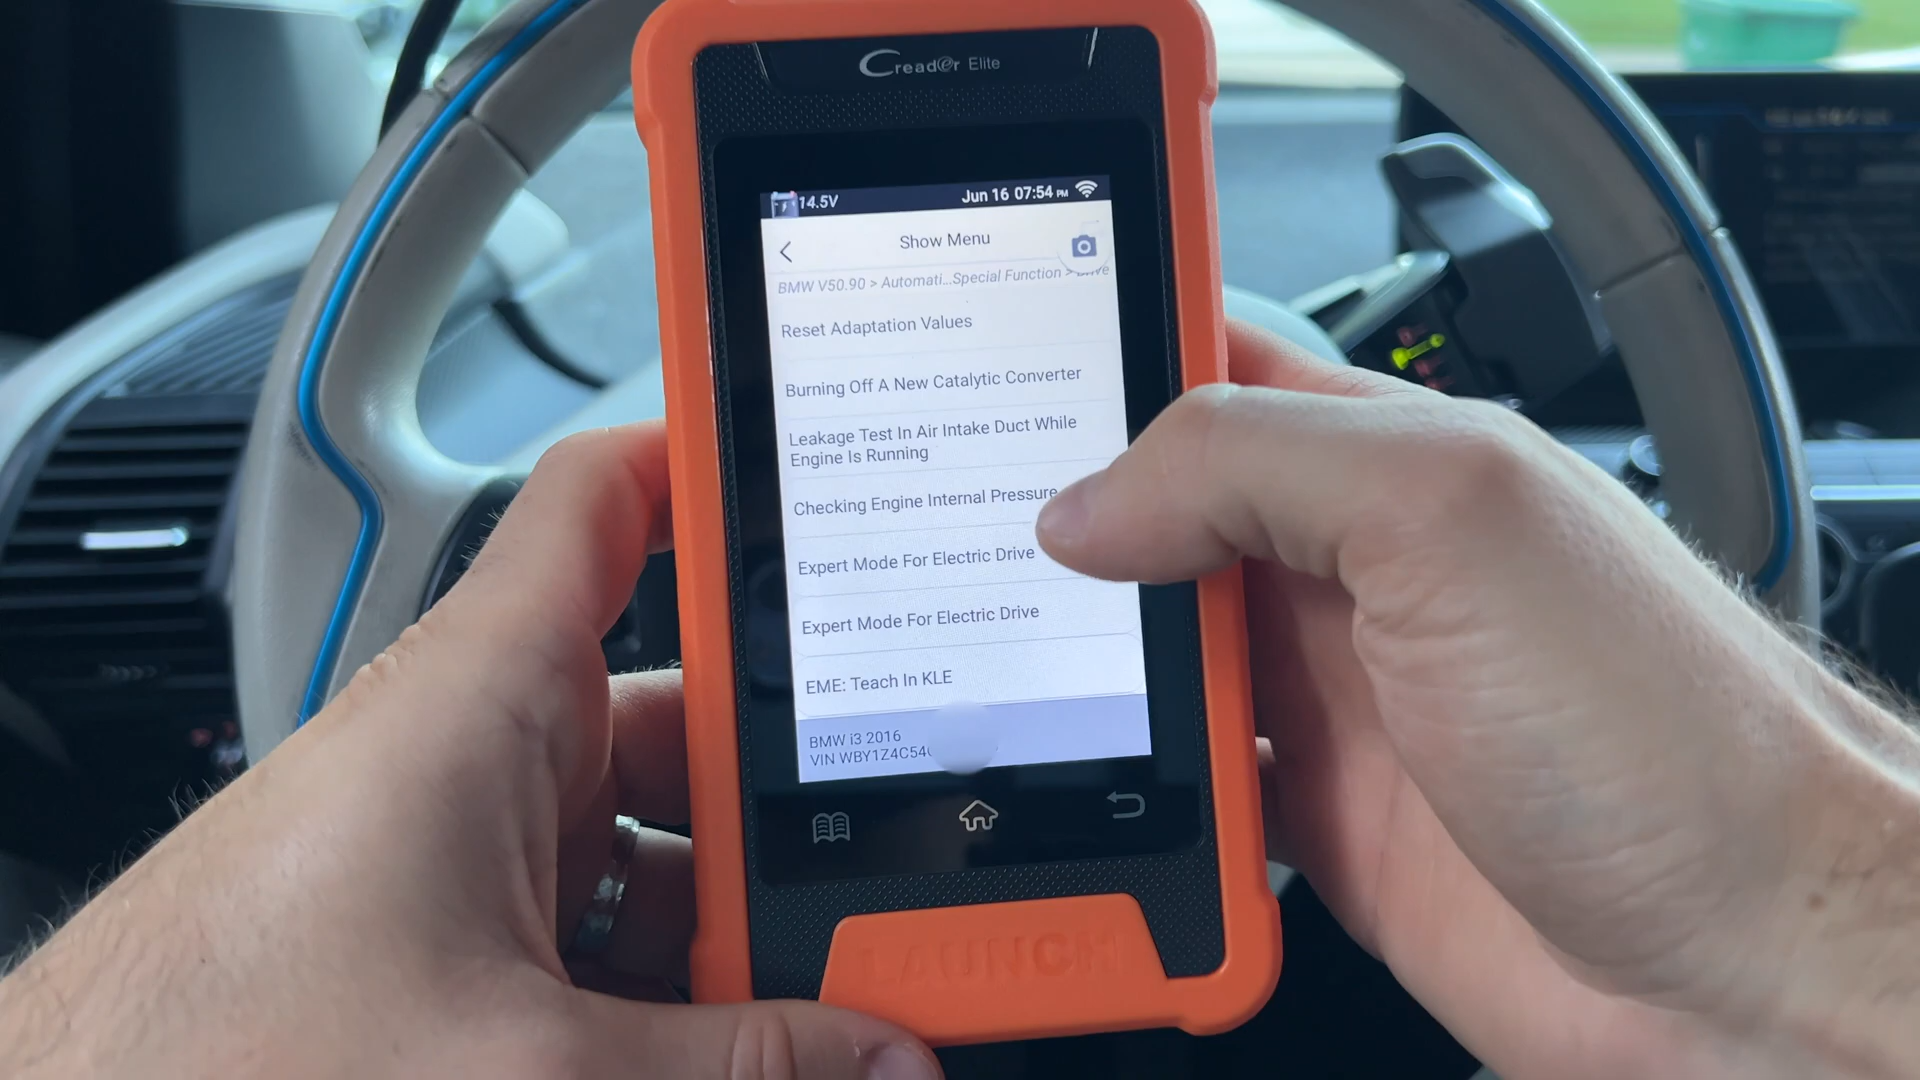 Creader Elite
14.5V Jun 16 07:54 PM
Show Menu
BMW V50.90 > Automati...Special Function > Drive
Reset Adaptation Values
Burning Off A New Catalytic Converter
Leakage Test In Air Intake Duct While
Engine Is Running
Checking Engine Internal Pressure
Expert Mode For Electric Drive
Expert Mode For Electric Drive
EME: Teach In KLE
BMW i3 2016
VIN WBY1Z4C54
LAUNCH